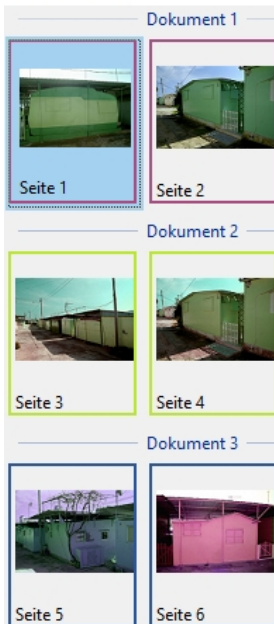 Dokument 1
Seite 1
Seite 2
Dokument 2
Seite 3
Seite 4
Dokument 3
Seite 5
Seite 6